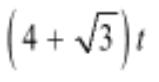 (4 + √3) t